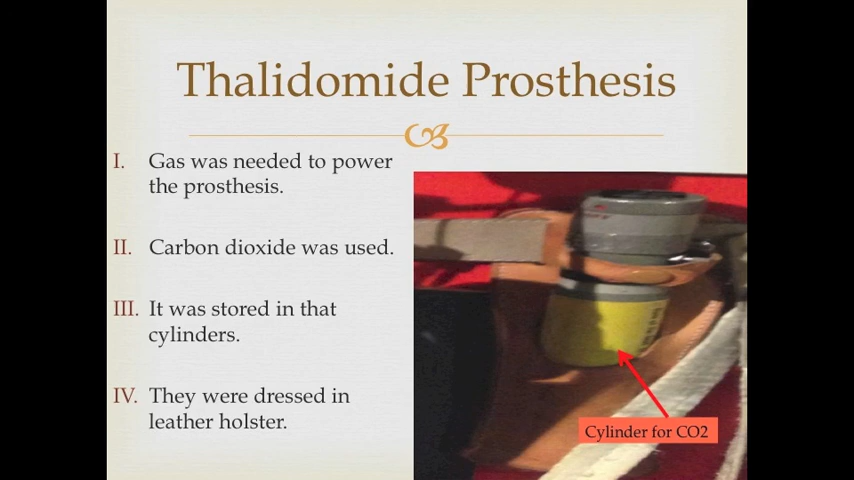 Thalidomide Prosthesis
I. Gas was needed to power
the prosthesis.
II. Carbon dioxide was used.
III. It was stored in that
cylinders.
IV. They were dressed in
leather holster.
Cylinder for CO2